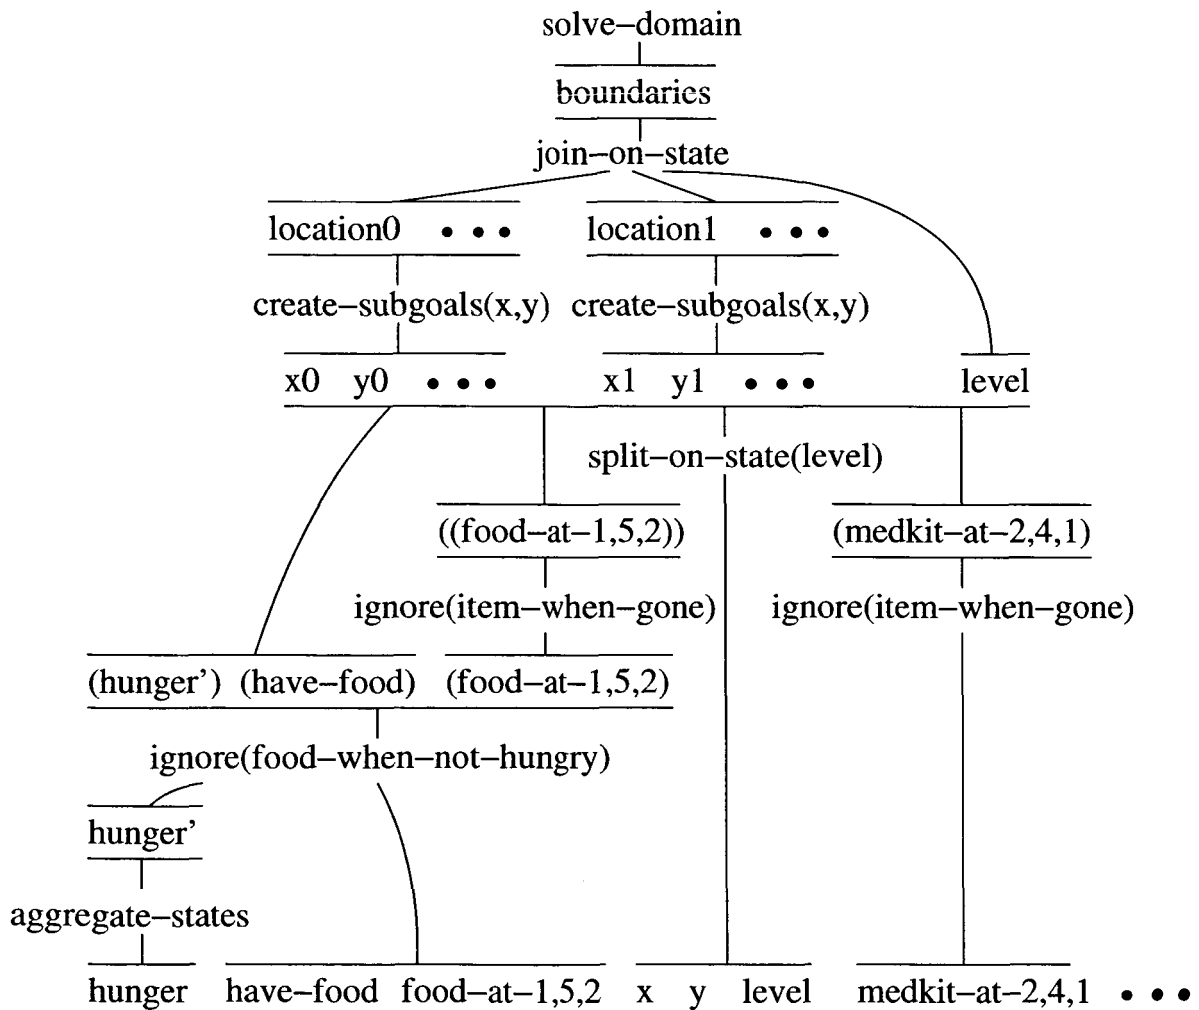 solve–domain
boundaries
join–on–state
location0 • • • location1 • • •
create–subgoals(x,y) create–subgoals(x,y)
x0 y0 • • • x1 y1 • • • level
split–on–state(level)
((food–at–1,5,2)) (medkit–at–2,4,1)
ignore(item–when–gone) ignore(item–when–gone)
(hunger’) (have–food) (food–at–1,5,2)
ignore(food–when–not–hungry)
hunger’
aggregate–states
hunger have–food food–at–1,5,2 x y level medkit–at–2,4,1 • • •